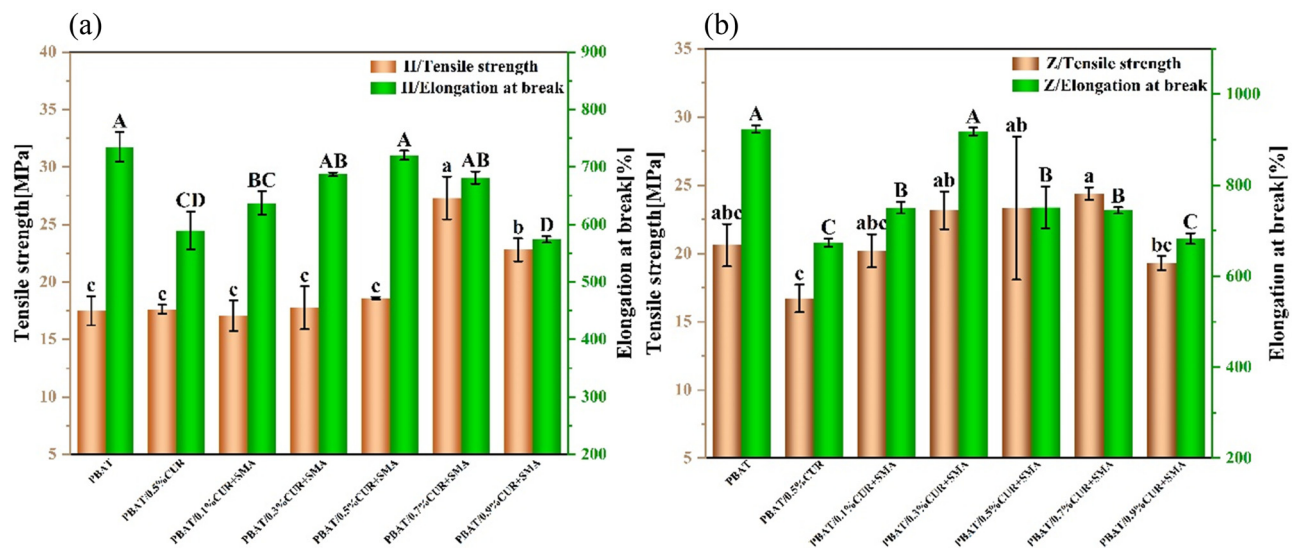 (a)
Tensile strength[MPa]
40
35
30
25
20
15
10
5
H/Tensile strength
H/Elongation at break
A
CD
BC
AB
A
AB
D
c
c
c
c
c
a
b
900
800
700
600
500
400
300
200
Elongation at break[%]
PBAT
PBAT/0.5%CUR
PBAT/0.1%CUR+SMA
PBAT/0.3%CUR+SMA
PBAT/0.5%CUR+SMA
PBAT/0.7%CUR+SMA
PBAT/0.9%CUR+SMA
(b)
Tensile strength[MPa]
35
30
25
20
15
10
5
Z/Tensile strength
Z/Elongation at break
A
C
B
A
B
B
C
abc
c
abc
ab
ab
a
bc
1000
800
600
400
200
Elongation at break[%]
PBAT
PBAT/0.5%CUR
PBAT/0.1%CUR+SMA
PBAT/0.3%CUR+SMA
PBAT/0.5%CUR+SMA
PBAT/0.7%CUR+SMA
PBAT/0.9%CUR+SMA